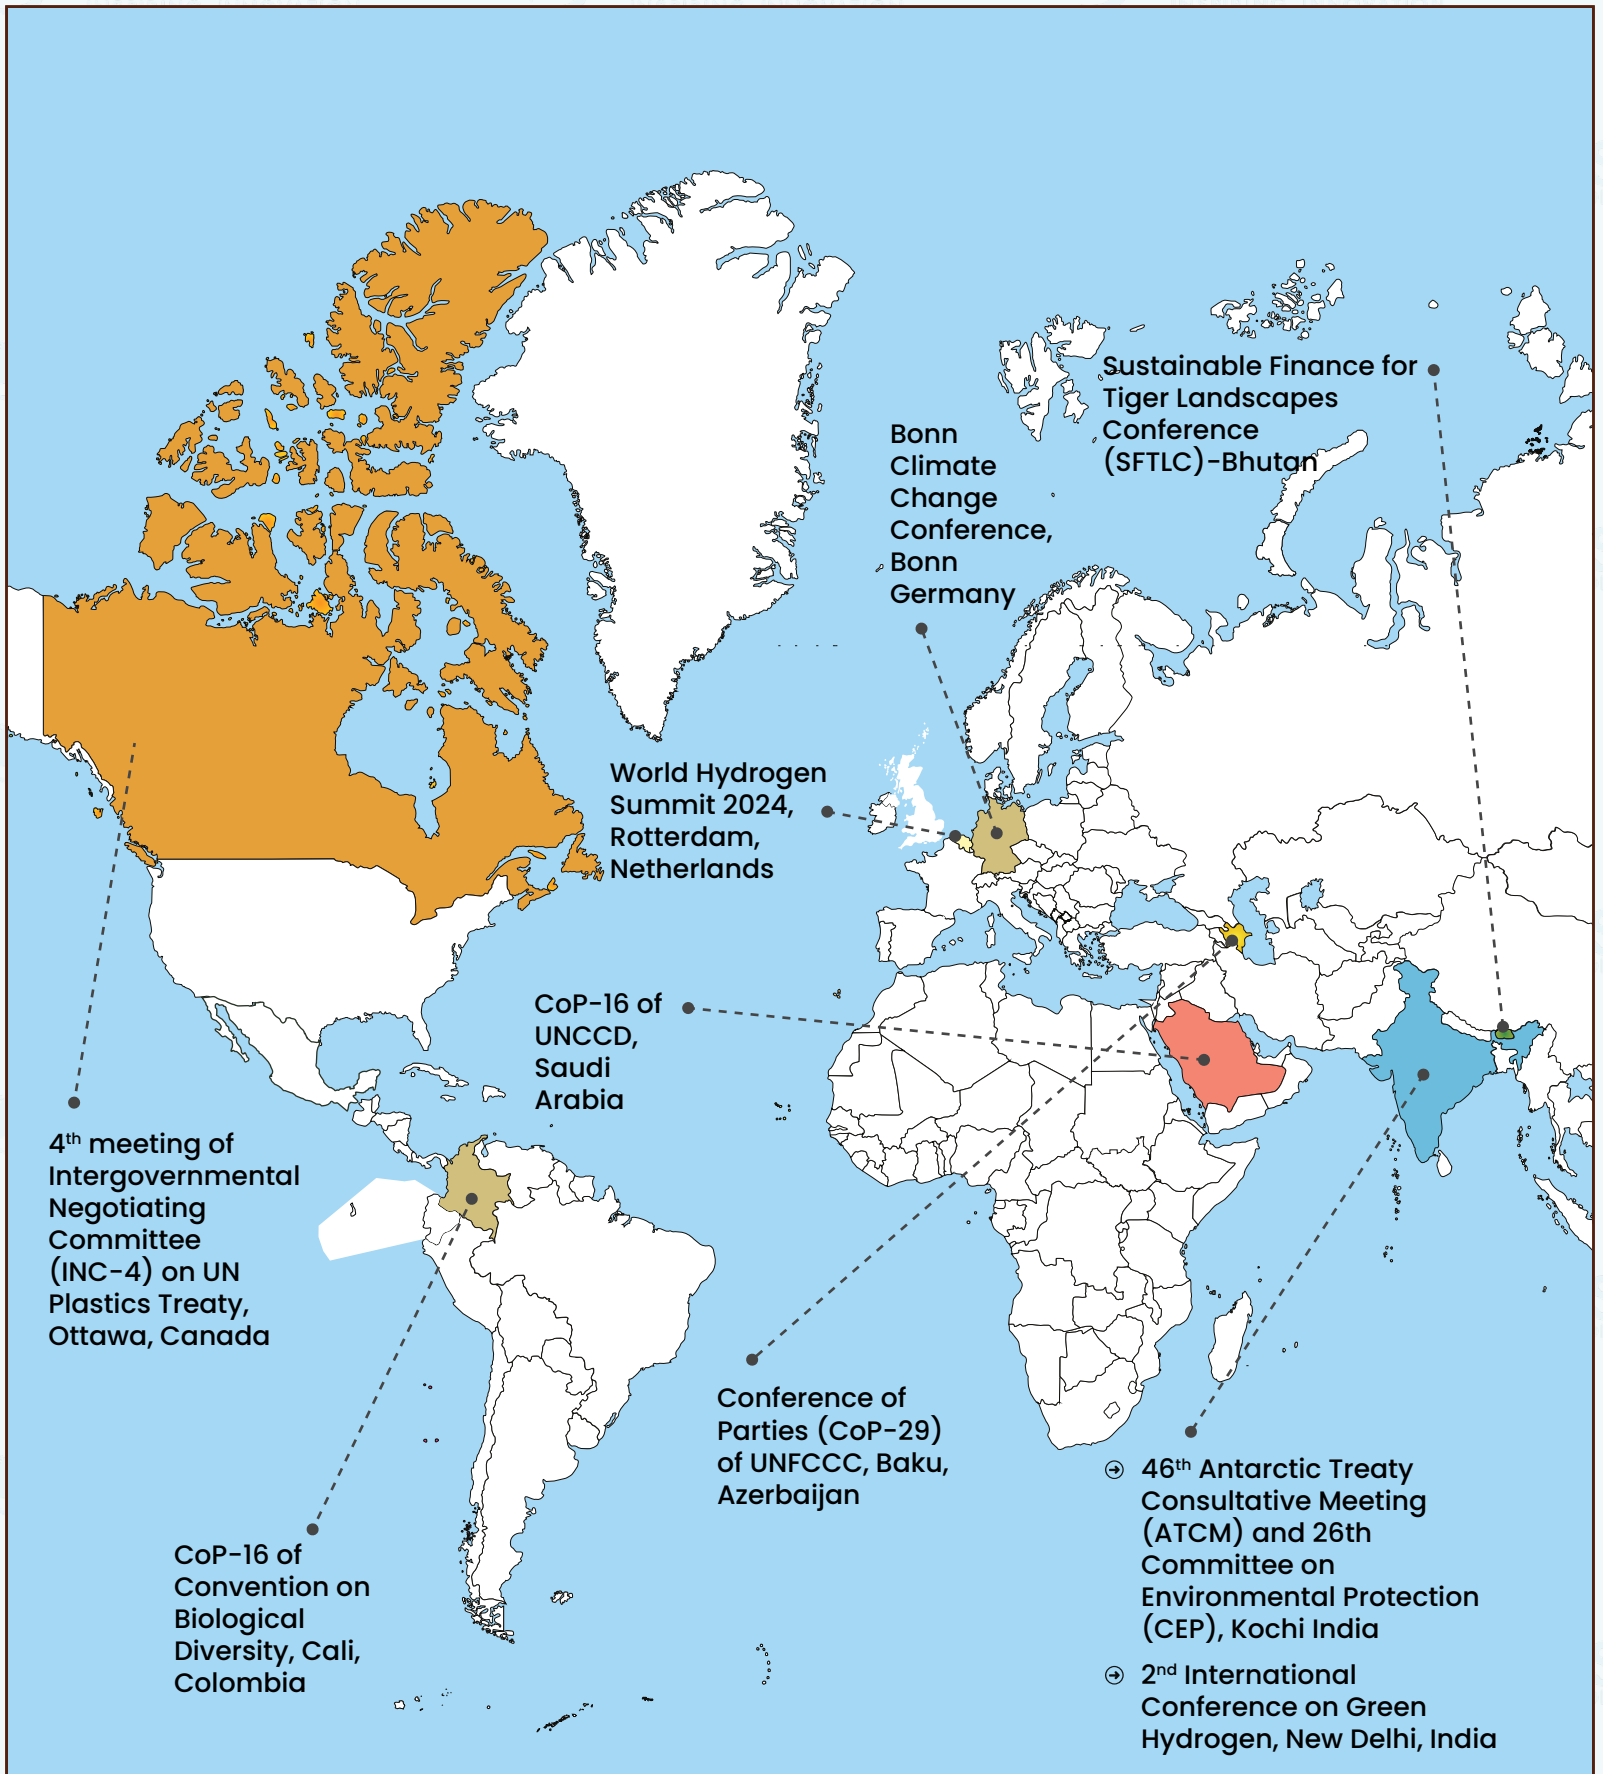 Sustainable Finance for
Tiger Landscapes
Conference
(SFTLC)-Bhutan
Bonn
Climate
Change
Conference,
Bonn
Germany
World Hydrogen
Summit 2024,
Rotterdam,
Netherlands
CoP-16 of
UNCCD,
Saudi
Arabia
4th meeting of
Intergovernmental
Negotiating
Committee
(INC-4) on UN
Plastics Treaty,
Ottawa, Canada
Conference of
Parties (CoP-29)
of UNFCCC, Baku,
Azerbaijan
46th Antarctic Treaty
Consultative Meeting
(ATCM) and 26th
Committee on
Environmental Protection
(CEP), Kochi India
2nd International
Conference on Green
Hydrogen, New Delhi, India
CoP-16 of
Convention on
Biological
Diversity, Cali,
Colombia